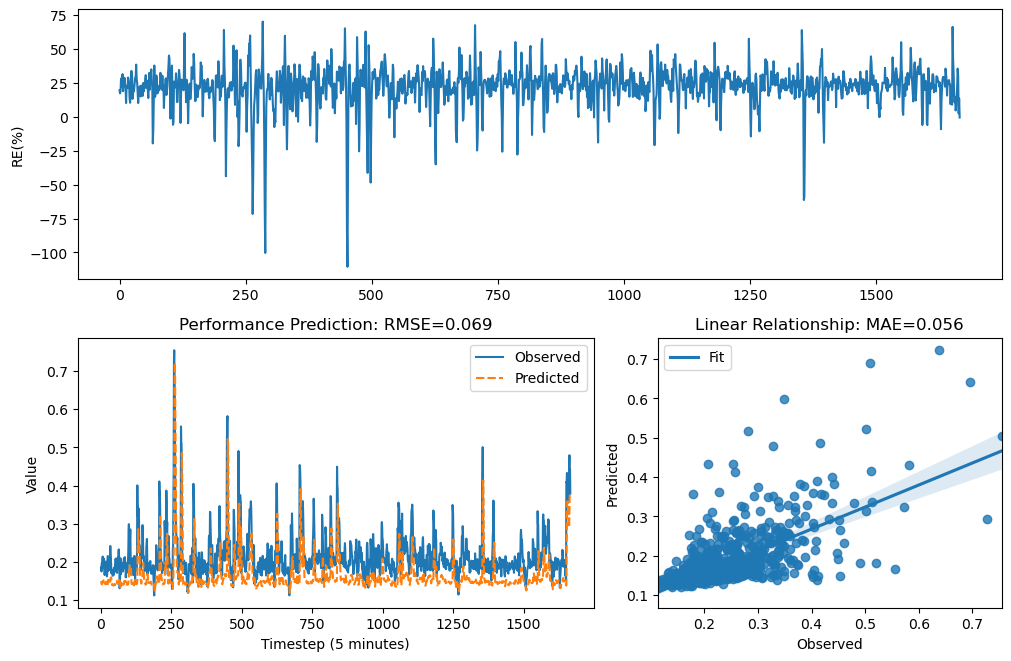 75
50
25
0
−25
−50
−75
−100
RE(%)
0 250 500 750 1000 1250 1500
Performance Prediction: RMSE=0.069
Observed
Predicted
0.7
0.6
0.5
0.4
0.3
0.2
0.1
Value
0 250 500 750 1000 1250 1500
Timestep (5 minutes)
Linear Relationship: MAE=0.056
Fit
0.7
0.6
0.5
0.4
0.3
0.2
0.1
Predicted
0.2 0.3 0.4 0.5 0.6 0.7
Observed